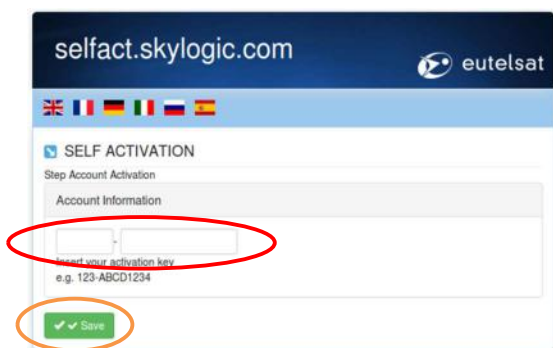 selfact.skylogic.com
eutelsat
SELF ACTIVATION
Step Account Activation
Account Information
-
Insert your activation key
e.g. 123-ABCD1234
Save